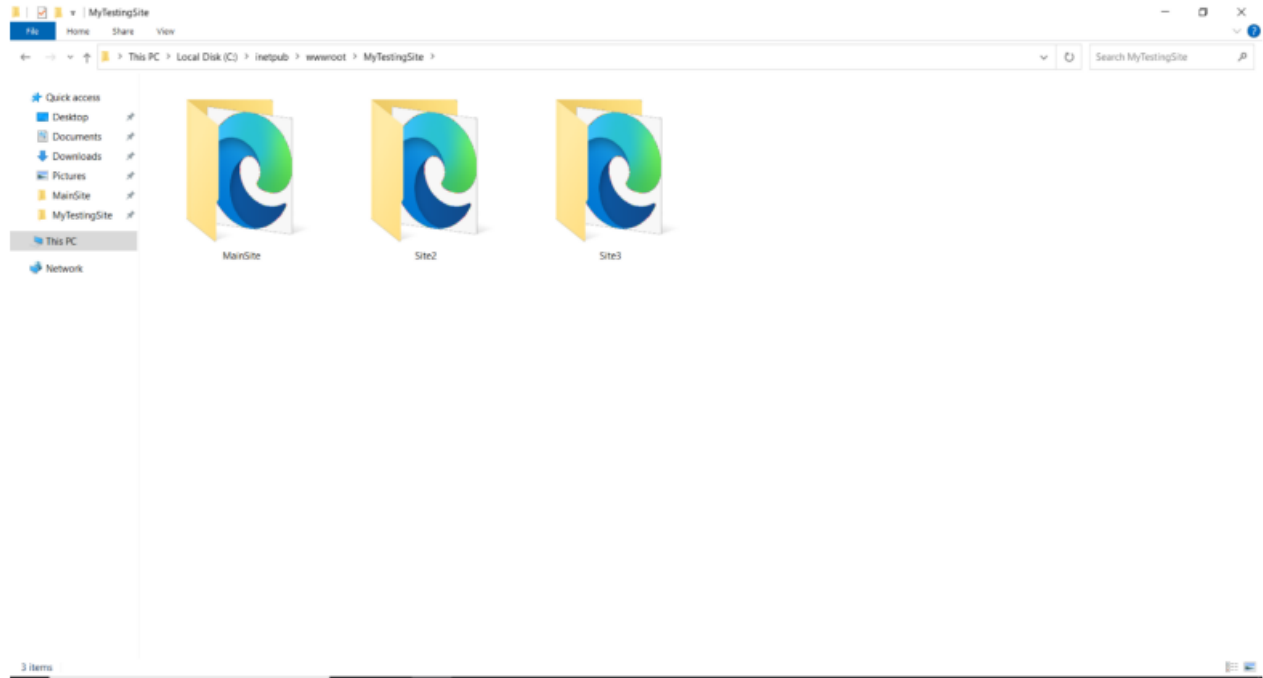 MyTestingSite
File Home Share View
This PC > Local Disk (C:) > inetpub > wwwroot > MyTestingSite >
Search MyTestingSite
Quick access
Desktop
Documents
Downloads
Pictures
MainSite
MyTestingSite
This PC
Network
MainSite
Site2
Site3
3 items